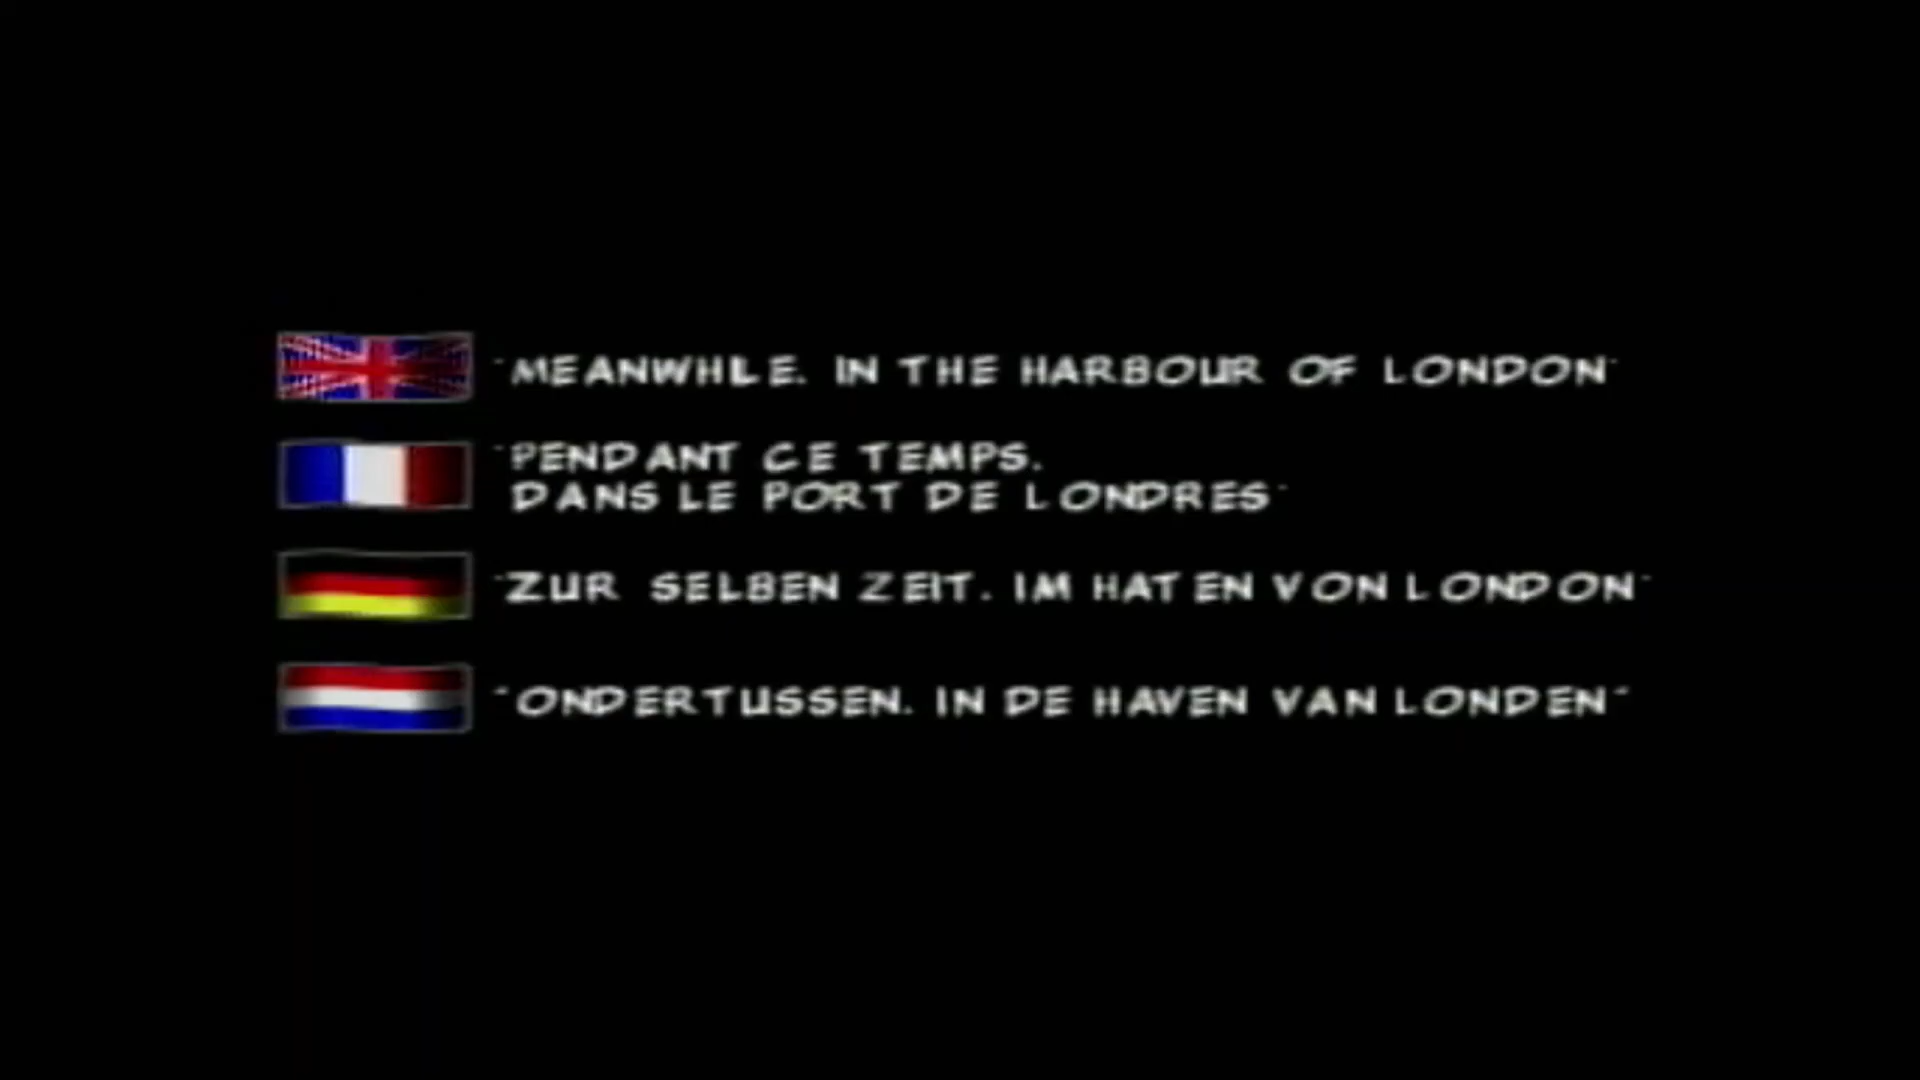 "MEANWHILE, IN THE HARBOUR OF LONDON"
"PENDANT CE TEMPS,
DANS LE PORT DE LONDRES"
"ZUR SELBEN ZEIT, IM HATEN VON LONDON"
"ONDERTUSSEN, IN DE HAVEN VAN LONDEN"